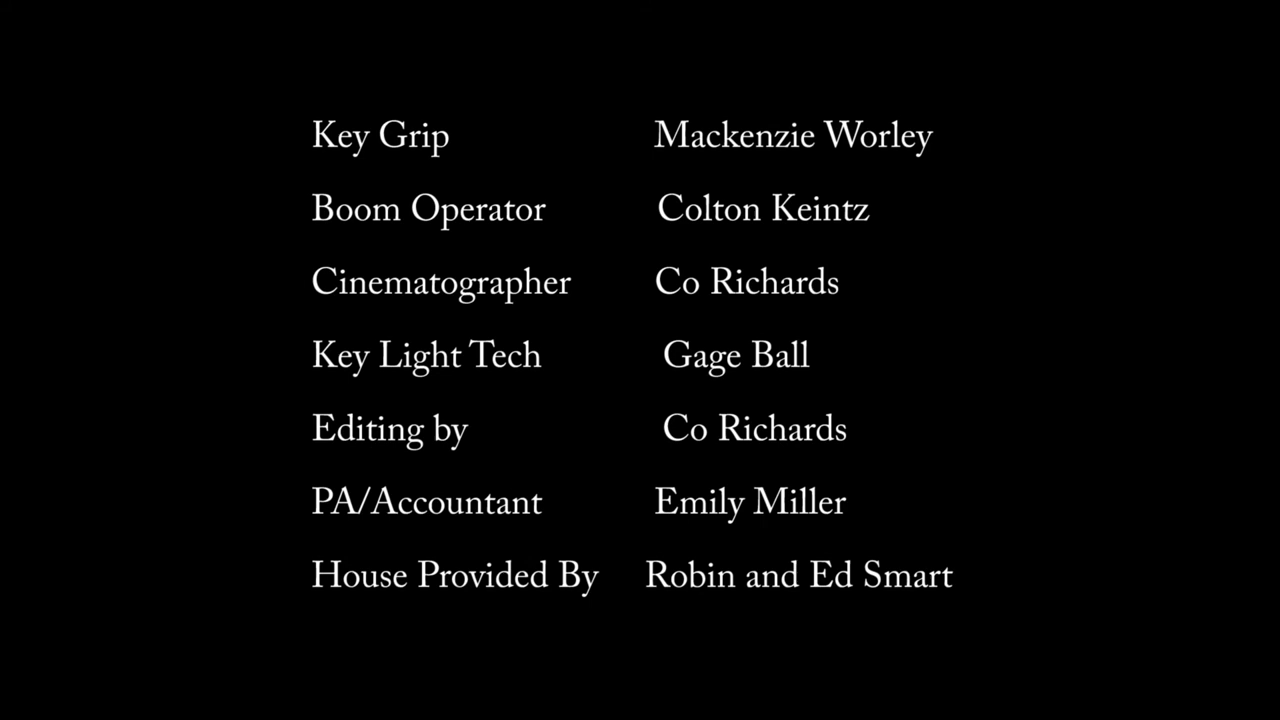 Key Grip Mackenzie Worley
Boom Operator Colton Keintz
Cinematographer Co Richards
Key Light Tech Gage Ball
Editing by Co Richards
PA/Accountant Emily Miller
House Provided By Robin and Ed Smart